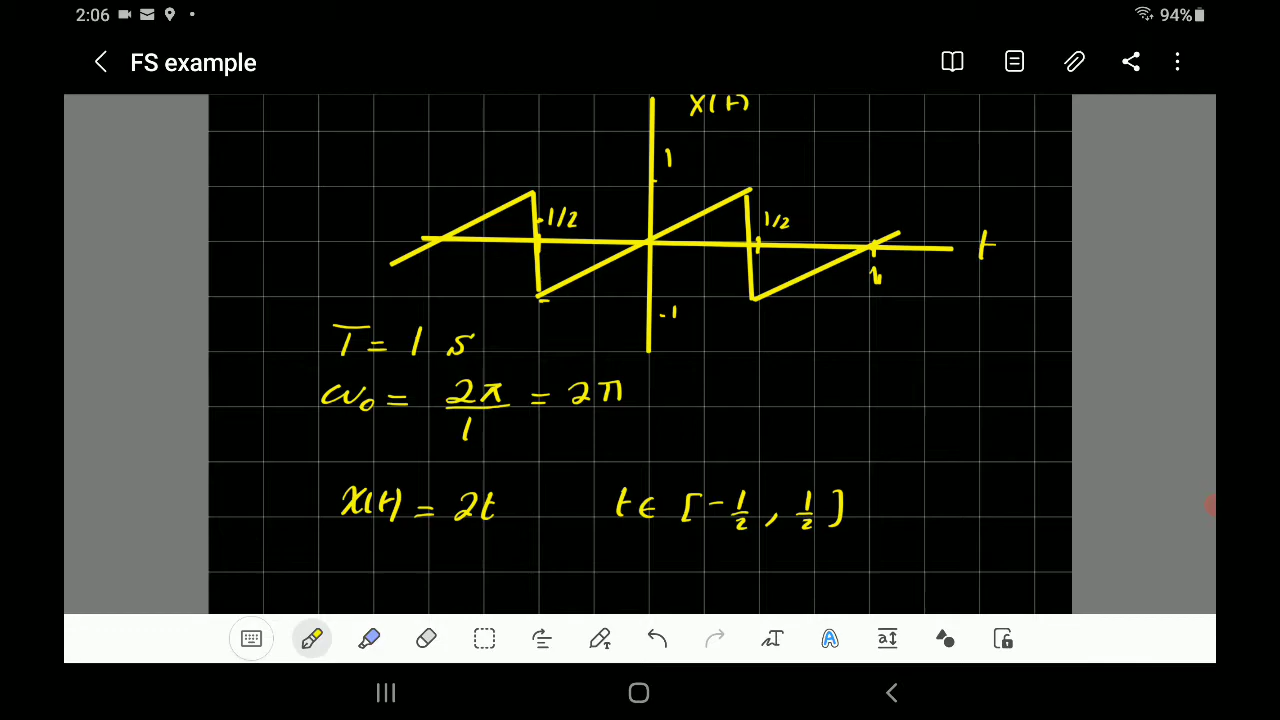 2:06 94%
FS example
x(t)
1
-1/2 1/2
t
1
-1
T = 1 s
ω₀ = 2π/1 = 2π
x(t) = 2t t ∈ [-1/2, 1/2]